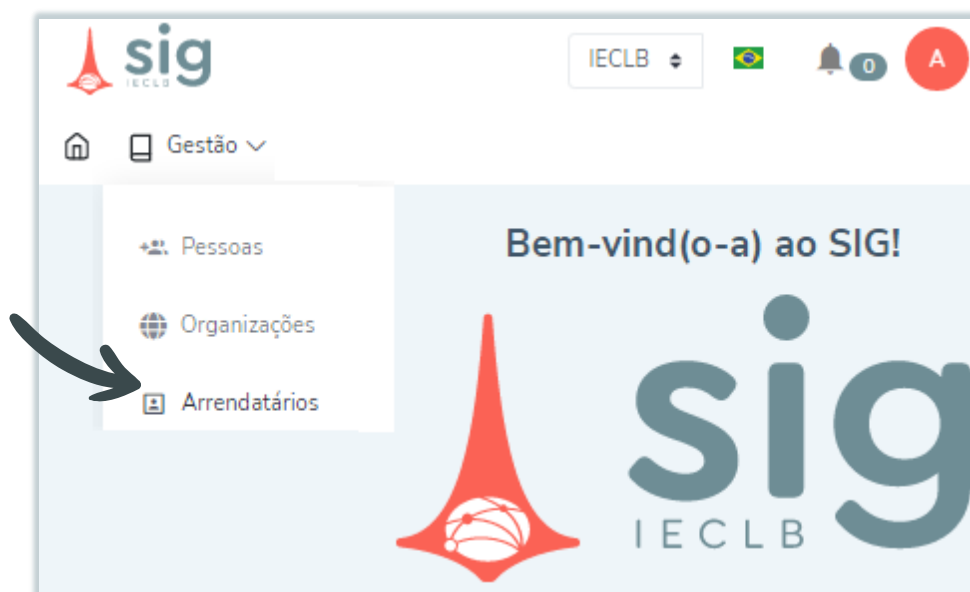 sig
IECLB
IECLB
0
A
Gestão
Pessoas
Organizações
Arrendatários
Bem-vind(o-a) ao SIG!
sig
IECLB